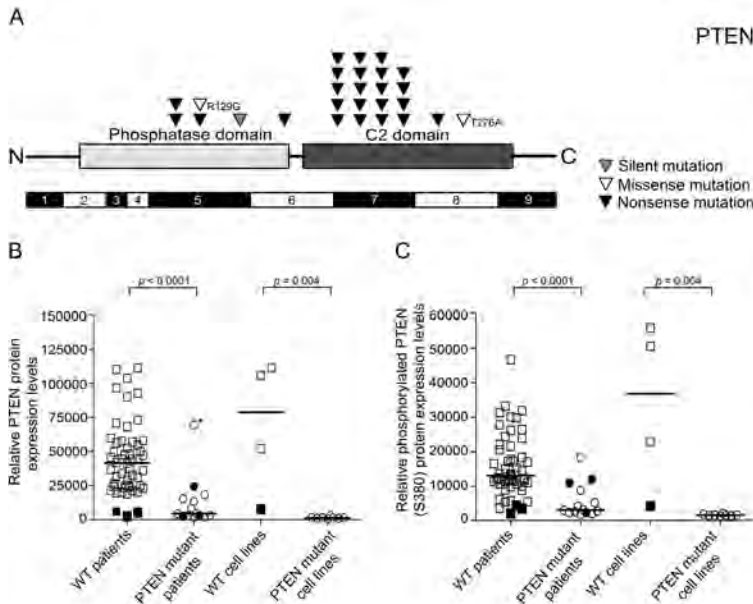 A
PTEN
R129G
T276A
Phosphatase domain
C2 domain
N
C
Silent mutation
Missense mutation
Nonsense mutation
1 2 3 4 5 6 7 8 9
B
p < 0.0001
p = 0.004
Relative PTEN protein
expression levels
150000
125000
100000
75000
50000
25000
0
WT patients
PTEN mutant
patients
WT cell lines
PTEN mutant
cell lines
C
p < 0.0001
p = 0.004
Relative phosphorylated PTEN
(S380) protein expression levels
60000
50000
40000
30000
20000
10000
0
WT patients
PTEN mutant
patients
WT cell lines
PTEN mutant
cell lines